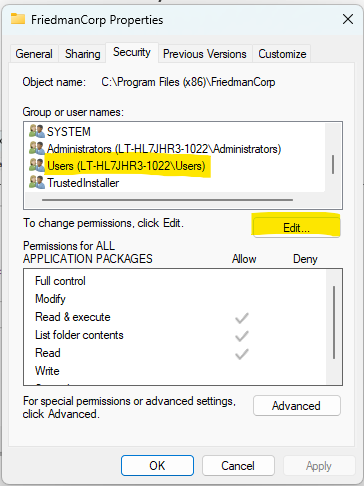 FriedmanCorp Properties
General Sharing Security Previous Versions Customize
Object name: C:\Program Files (x86)\FriedmanCorp
Group or user names:
SYSTEM
Administrators (LT-HL7JHR3-1022\Administrators)
Users (LT-HL7JHR3-1022\Users)
TrustedInstaller
To change permissions, click Edit.
Edit...
Permissions for ALL
APPLICATION PACKAGES Allow Deny
Full control
Modify
Read & execute
List folder contents
Read
Write
For special permissions or advanced settings,
click Advanced.
Advanced
OK Cancel Apply